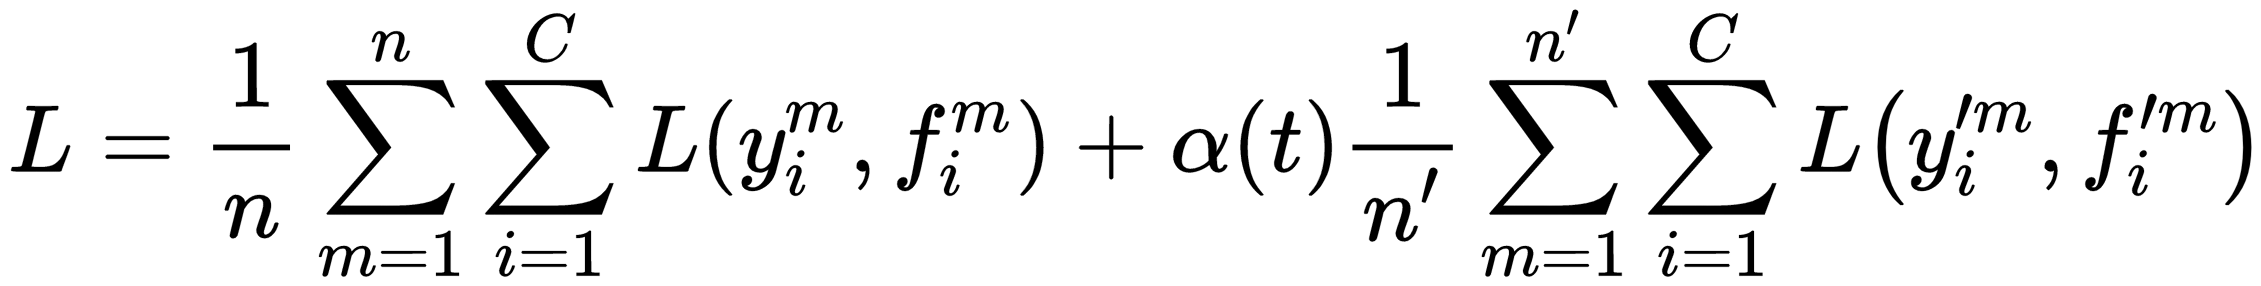 L = \frac{1}{n} \sum_{m=1}^{n} \sum_{i=1}^{C} L(y_i^m, f_i^m) + \alpha(t) \frac{1}{n'} \sum_{m=1}^{n'} \sum_{i=1}^{C} L(y_i'^m, f_i'^m)